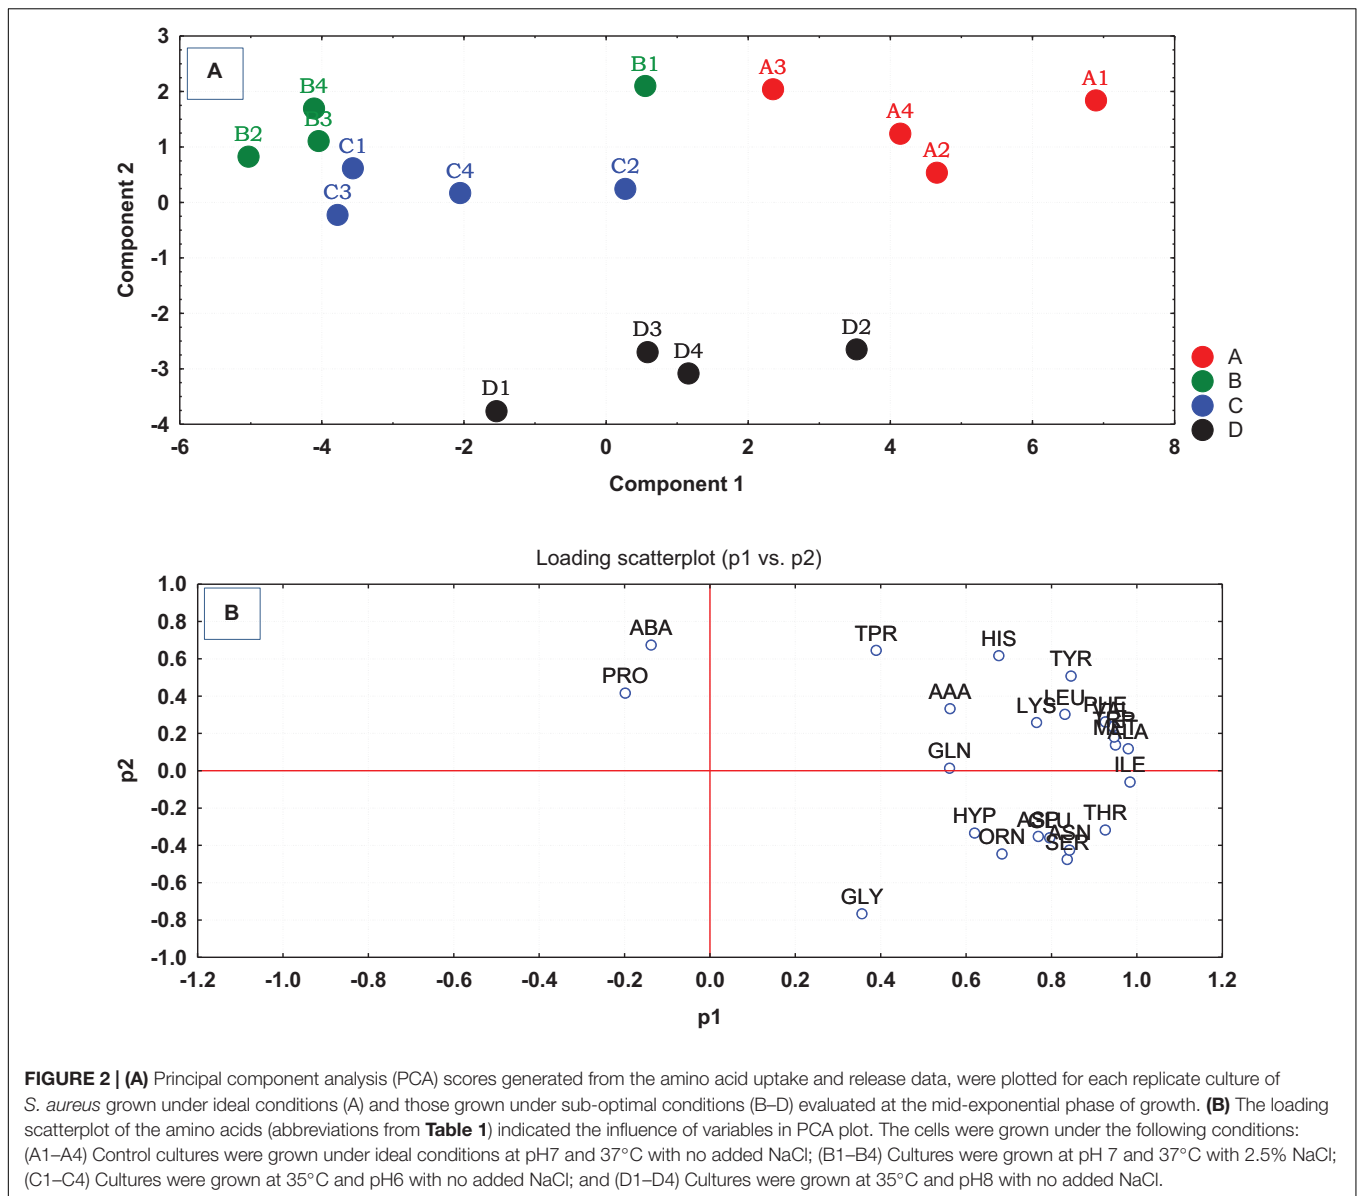 3
2
1
0
-1
-2
-3
-4
Component 2
A
B4
B3
B2
C1
C3
C4
B1
C2
A3
A4
A2
A1
D3
D4
D2
D1
-6 -4 -2 0 2 4 6 8
Component 1
A
B
C
D
Loading scatterplot (p1 vs. p2)
1.0
0.8
0.6
0.4
0.2
0.0
-0.2
-0.4
-0.6
-0.8
-1.0
p2
B
ABA
PRO
TPR
HIS
TYR
AAA
LYS
LEU
PHE
VAL
TRP
MET
ALA
GLN
ILE
HYP
ORN
ASP
GLU
ASN
SER
THR
GLY
-1.2 -1.0 -0.8 -0.6 -0.4 -0.2 0.0 0.2 0.4 0.6 0.8 1.0 1.2
p1
FIGURE 2 | (A) Principal component analysis (PCA) scores generated from the amino acid uptake and release data, were plotted for each replicate culture of
S. aureus grown under ideal conditions (A) and those grown under sub-optimal conditions (B–D) evaluated at the mid-exponential phase of growth. (B) The loading
scatterplot of the amino acids (abbreviations from Table 1) indicated the influence of variables in PCA plot. The cells were grown under the following conditions:
(A1–A4) Control cultures were grown under ideal conditions at pH7 and 37°C with no added NaCl; (B1–B4) Cultures were grown at pH 7 and 37°C with 2.5% NaCl;
(C1–C4) Cultures were grown at 35°C and pH6 with no added NaCl; and (D1–D4) Cultures were grown at 35°C and pH8 with no added NaCl.